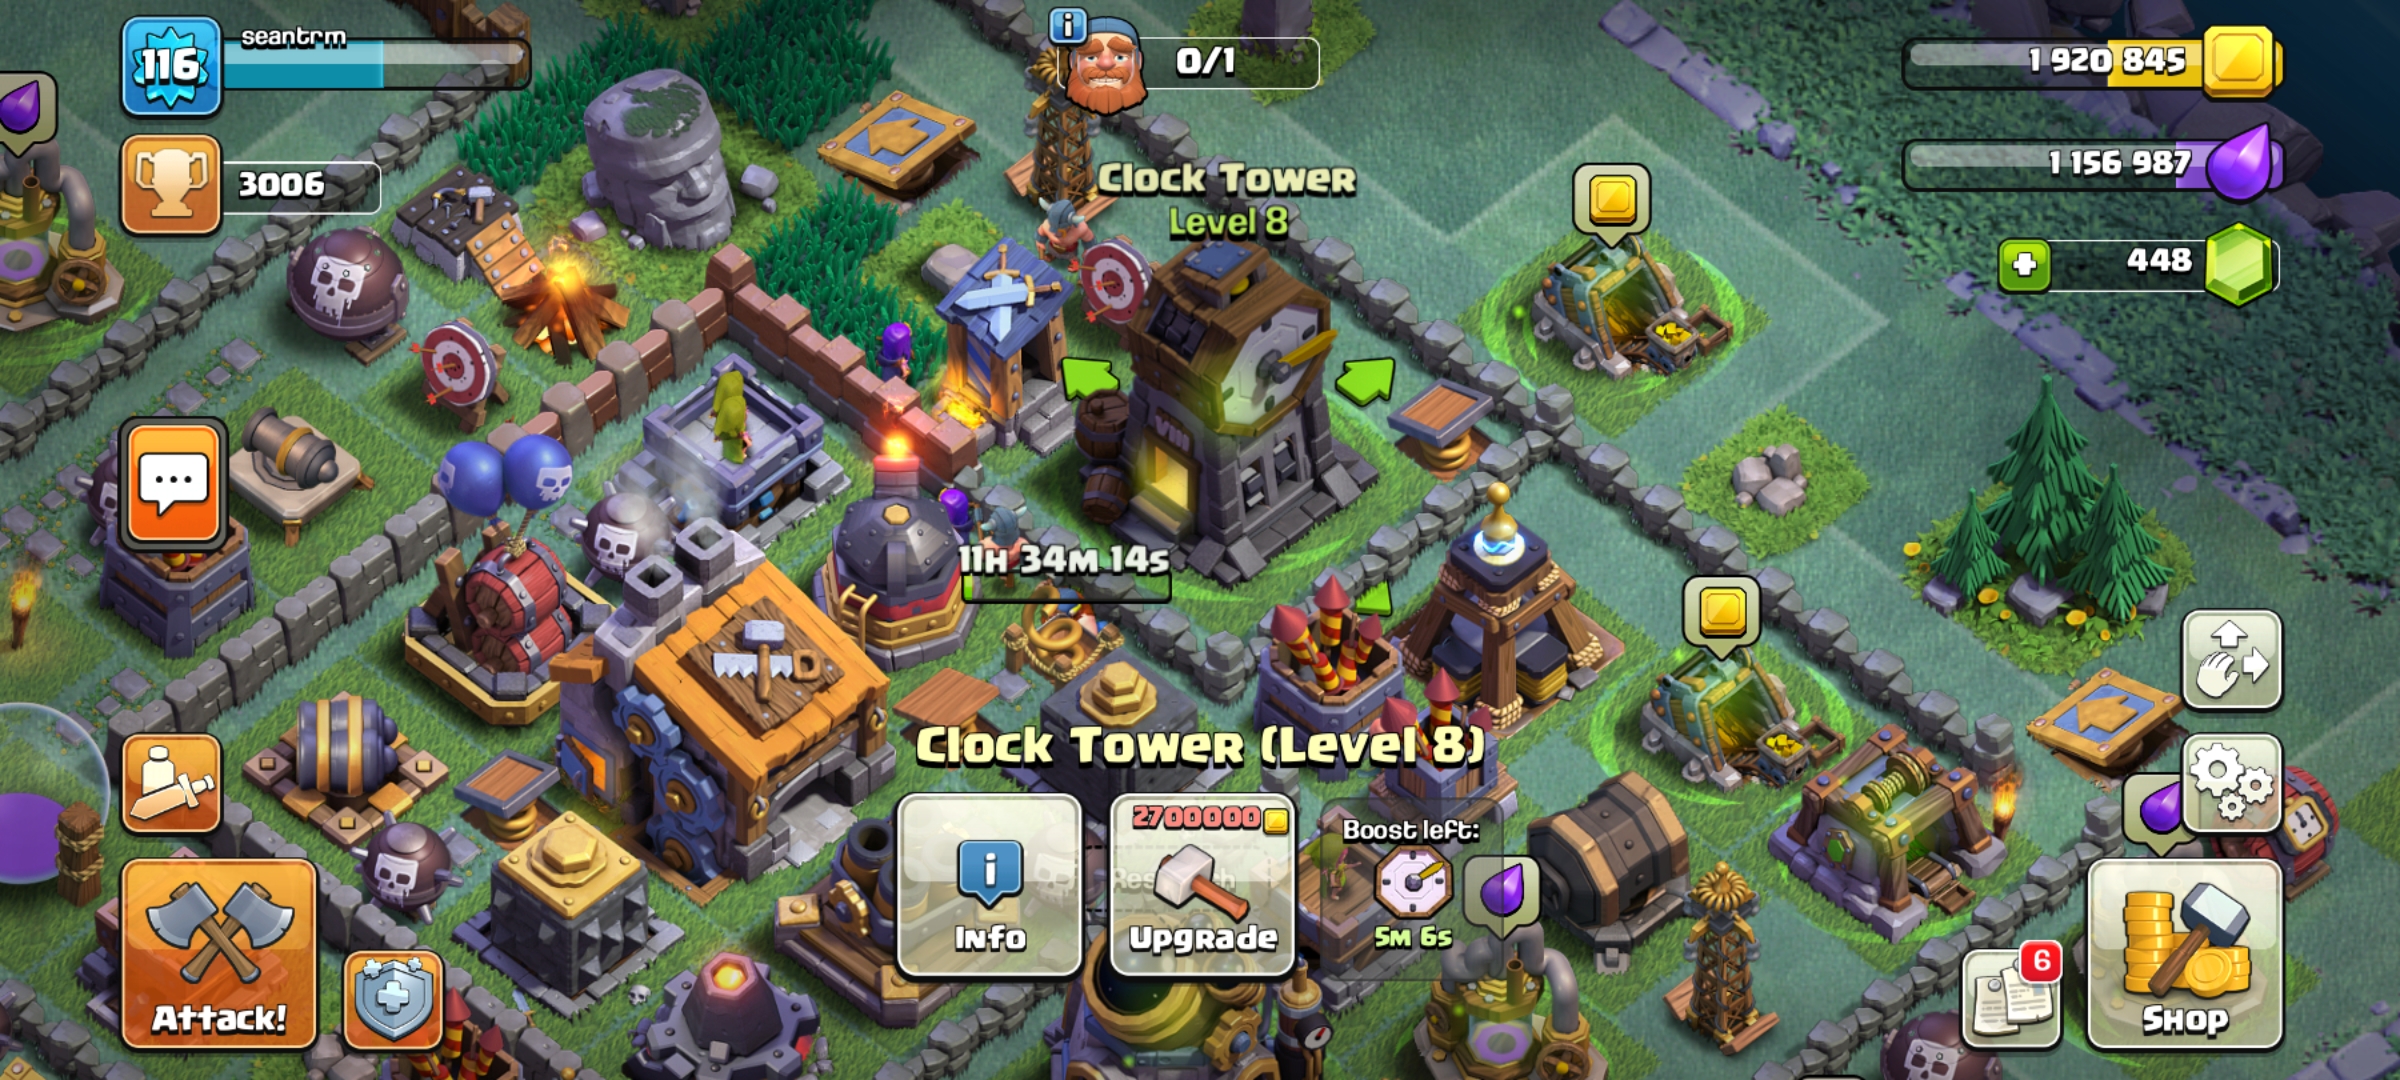 116
seantrm
0/1
1 920 845
3006
1 156 987
448
Clock Tower
Level 8
VIII
11H 34M 14s
Clock Tower (Level 8)
Info
2700000
Upgrade
Boost left:
5M 6s
Attack!
6
Shop